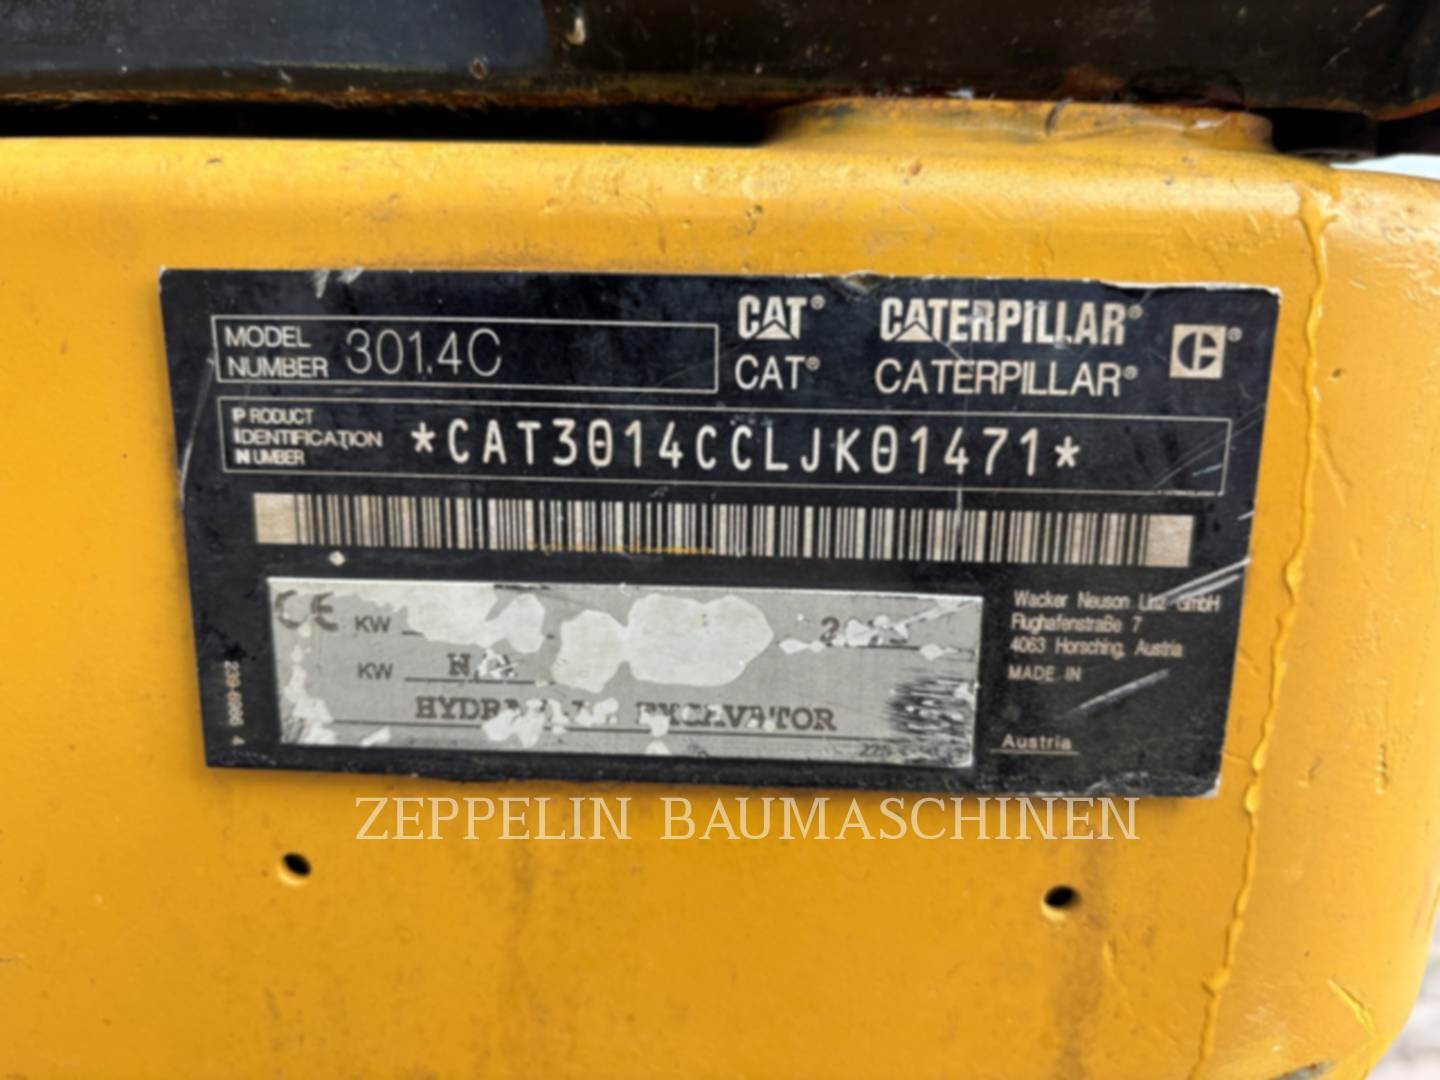 MODEL NUMBER 301.4C
CAT® CATERPILLAR®
CAT® CATERPILLAR®
PRODUCT IDENTIFICATION NUMBER *CAT3014CCLJK01471*
Wacker Neuson Linz GmbH
Flughafenstraße 7
4063 Horsching, Austria
MADE IN
Austria
CE KW
KW
EXCAVATOR
ZEPPELIN BAUMASCHINEN